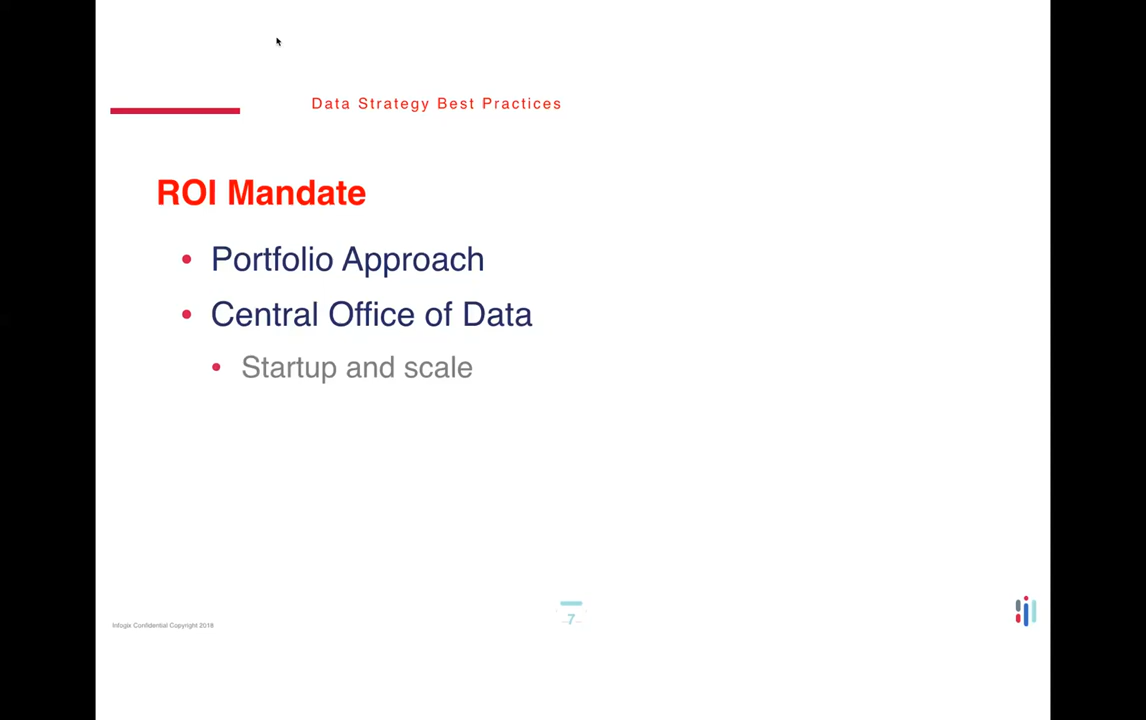 Data Strategy Best Practices
ROI Mandate
• Portfolio Approach
• Central Office of Data
• Startup and scale
Infogix Confidential Copyright 2018
7